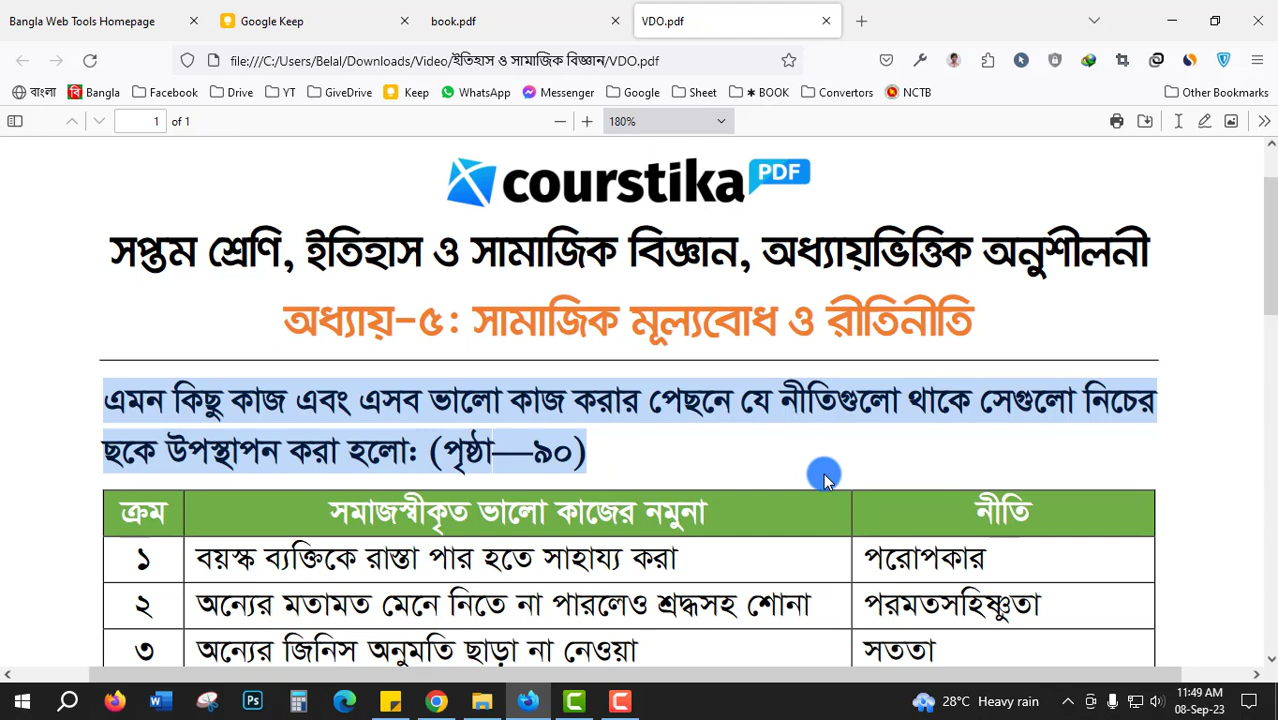 Bangla Web Tools Homepage
Google Keep
book.pdf
VDO.pdf
file:///C:/Users/Belal/Downloads/Video/ইতিহাস ও সামাজিক বিজ্ঞান/VDO.pdf
বাংলা Bangla Facebook Drive YT GiveDrive Keep WhatsApp Messenger Google Sheet ✱ BOOK Convertors NCTB Other Bookmarks
1 of 1 180%
courstika PDF
সপ্তম শ্রেণি, ইতিহাস ও সামাজিক বিজ্ঞান, অধ্যায়ভিত্তিক অনুশীলনী
অধ্যায়-৫: সামাজিক মূল্যবোধ ও রীতিনীতি
এমন কিছু কাজ এবং এসব ভালো কাজ করার পেছনে যে নীতিগুলো থাকে সেগুলো নিচের
ছকে উপস্থাপন করা হলো: (পৃষ্ঠা—৯০)
ক্রম সমাজস্বীকৃত ভালো কাজের নমুনা নীতি
১ বয়স্ক ব্যক্তিকে রাস্তা পার হতে সাহায্য করা পরোপকার
২ অন্যের মতামত মেনে নিতে না পারলেও শ্রদ্ধসহ শোনা পরমতসহিষ্ণুতা
৩ অন্যের জিনিস অনুমতি ছাড়া না নেওয়া সততা
28°C Heavy rain
11:49 AM
08-Sep-23